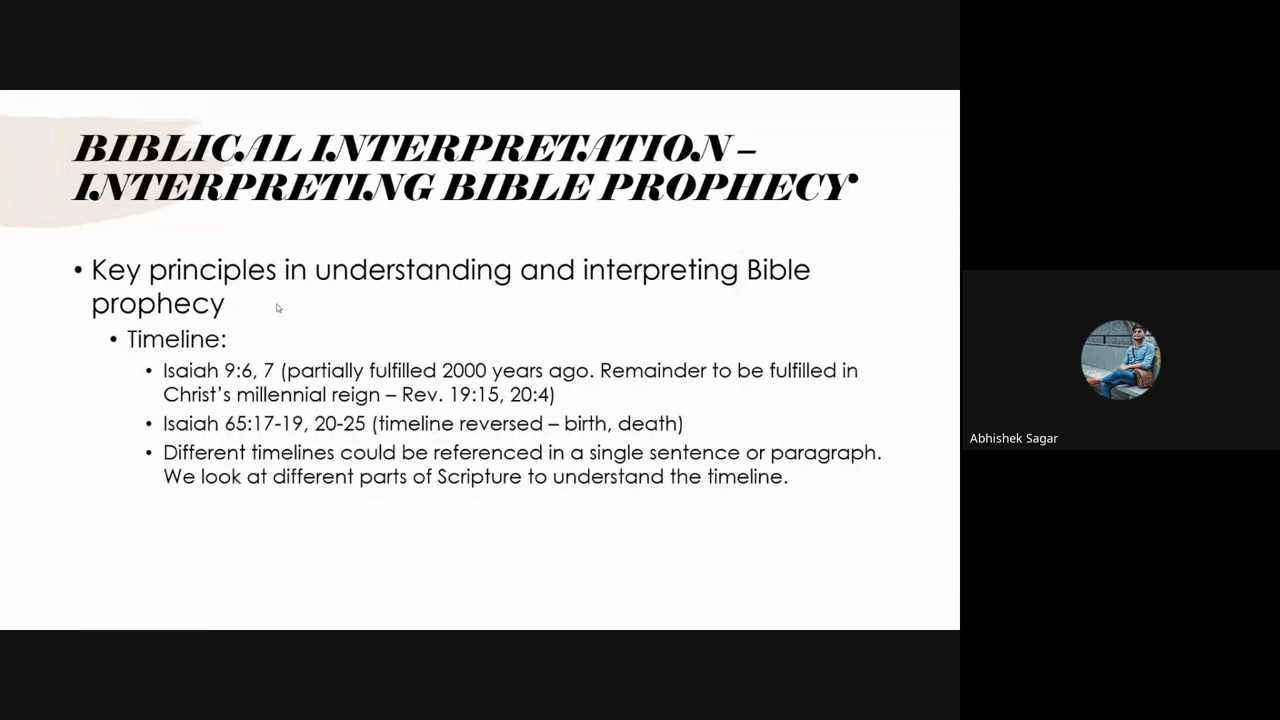 BIBLICAL INTERPRETATION –
INTERPRETING BIBLE PROPHECY
• Key principles in understanding and interpreting Bible
prophecy
• Timeline:
• Isaiah 9:6, 7 (partially fulfilled 2000 years ago. Remainder to be fulfilled in
Christ’s millennial reign – Rev. 19:15, 20:4)
• Isaiah 65:17-19, 20-25 (timeline reversed – birth, death)
• Different timelines could be referenced in a single sentence or paragraph.
We look at different parts of Scripture to understand the timeline.
Abhishek Sagar